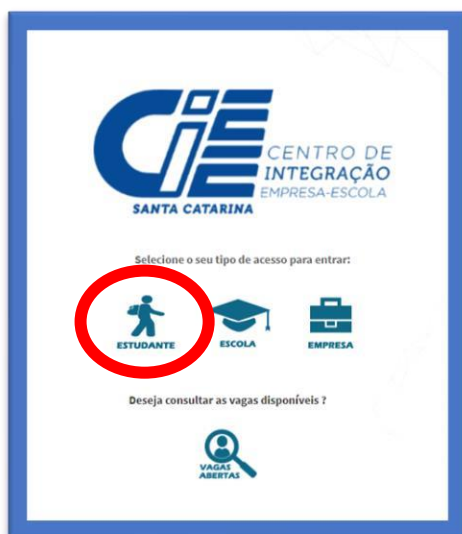 CIEE
CENTRO DE
INTEGRAÇÃO
EMPRESA-ESCOLA
SANTA CATARINA
Selecione o seu tipo de acesso para entrar:
ESTUDANTE
ESCOLA
EMPRESA
Deseja consultar as vagas disponíveis ?
VAGAS
ABERTAS